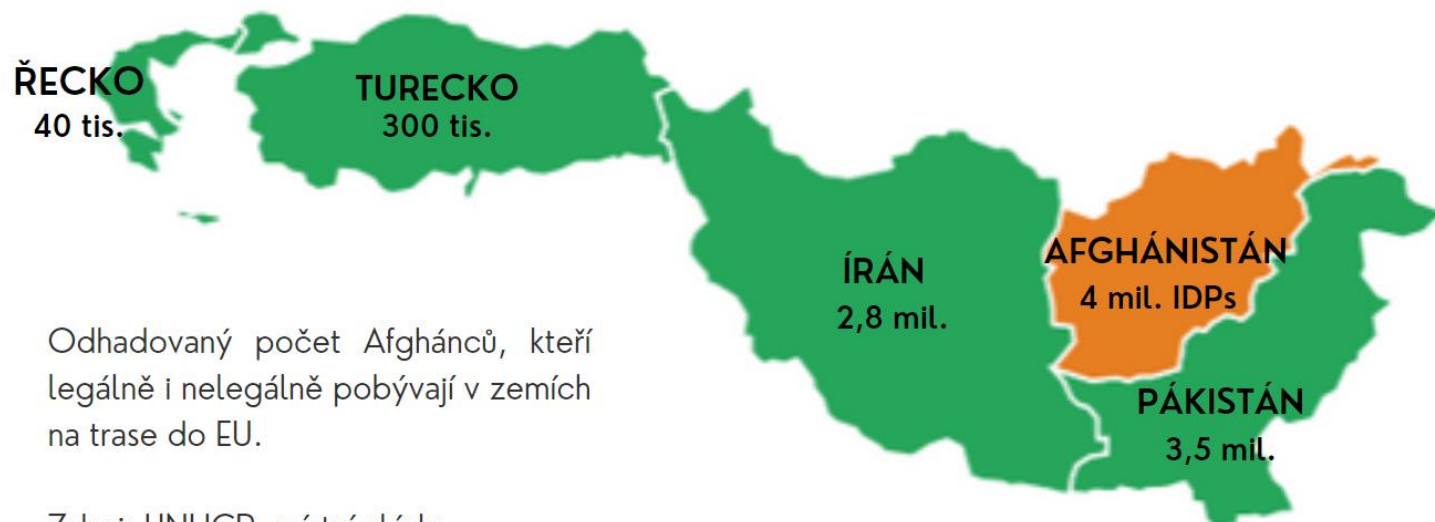 ŘECKO
40 tis.
TURECKO
300 tis.
ÍRÁN
2,8 mil.
AFGHÁNISTÁN
4 mil. IDPs
PÁKISTÁN
3,5 mil.
Odhadovaný počet Afghánců, kteří
legálně i nelegálně pobývají v zemích
na trase do EU.
UNHCR